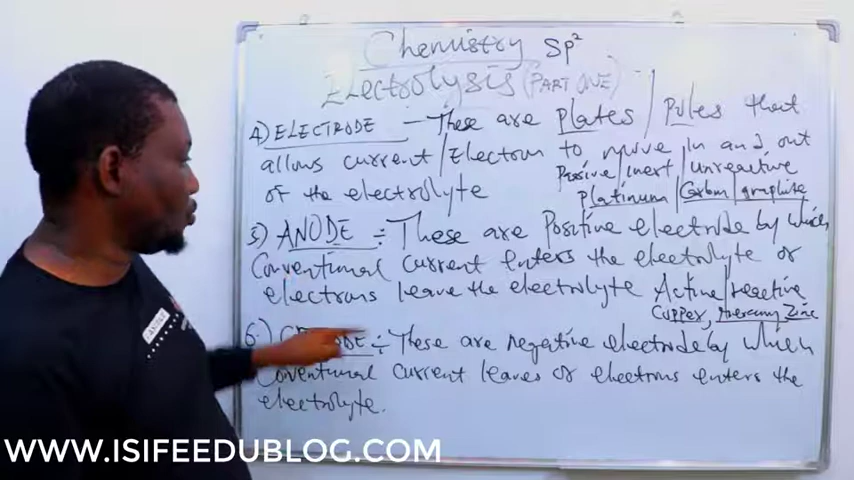 Chemistry SP²
Electrolysis (PART ONE)
4) ELECTRODE — These are plates / Poles that
allows current / Electron to move in and out
Passive / inert / unreactive
of the electrolyte
Platinum / Carbon / graphite
5) ANODE ÷ These are Positive electrode by which
Conventional current enters the electrolyte or
electrons leave the electrolyte Active / reactive
Copper, Mercury Zinc
6) C ODE ÷ These are negative electrode by which
Coventional current leaves or electrons enters the
electrolyte.
WWW.ISIFEEDUBLOG.COM